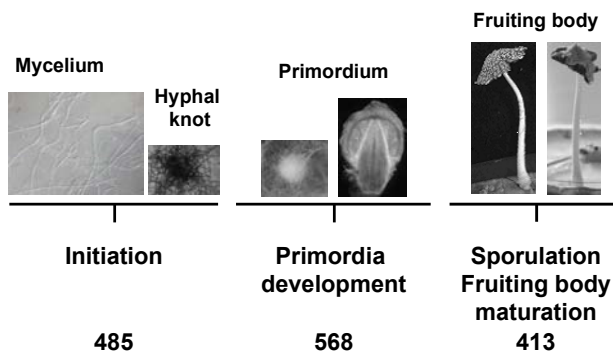 Fruiting body
Mycelium
Primordium
Hyphal
knot
Initiation
Primordia
development
Sporulation
Fruiting body
maturation
485
568
413